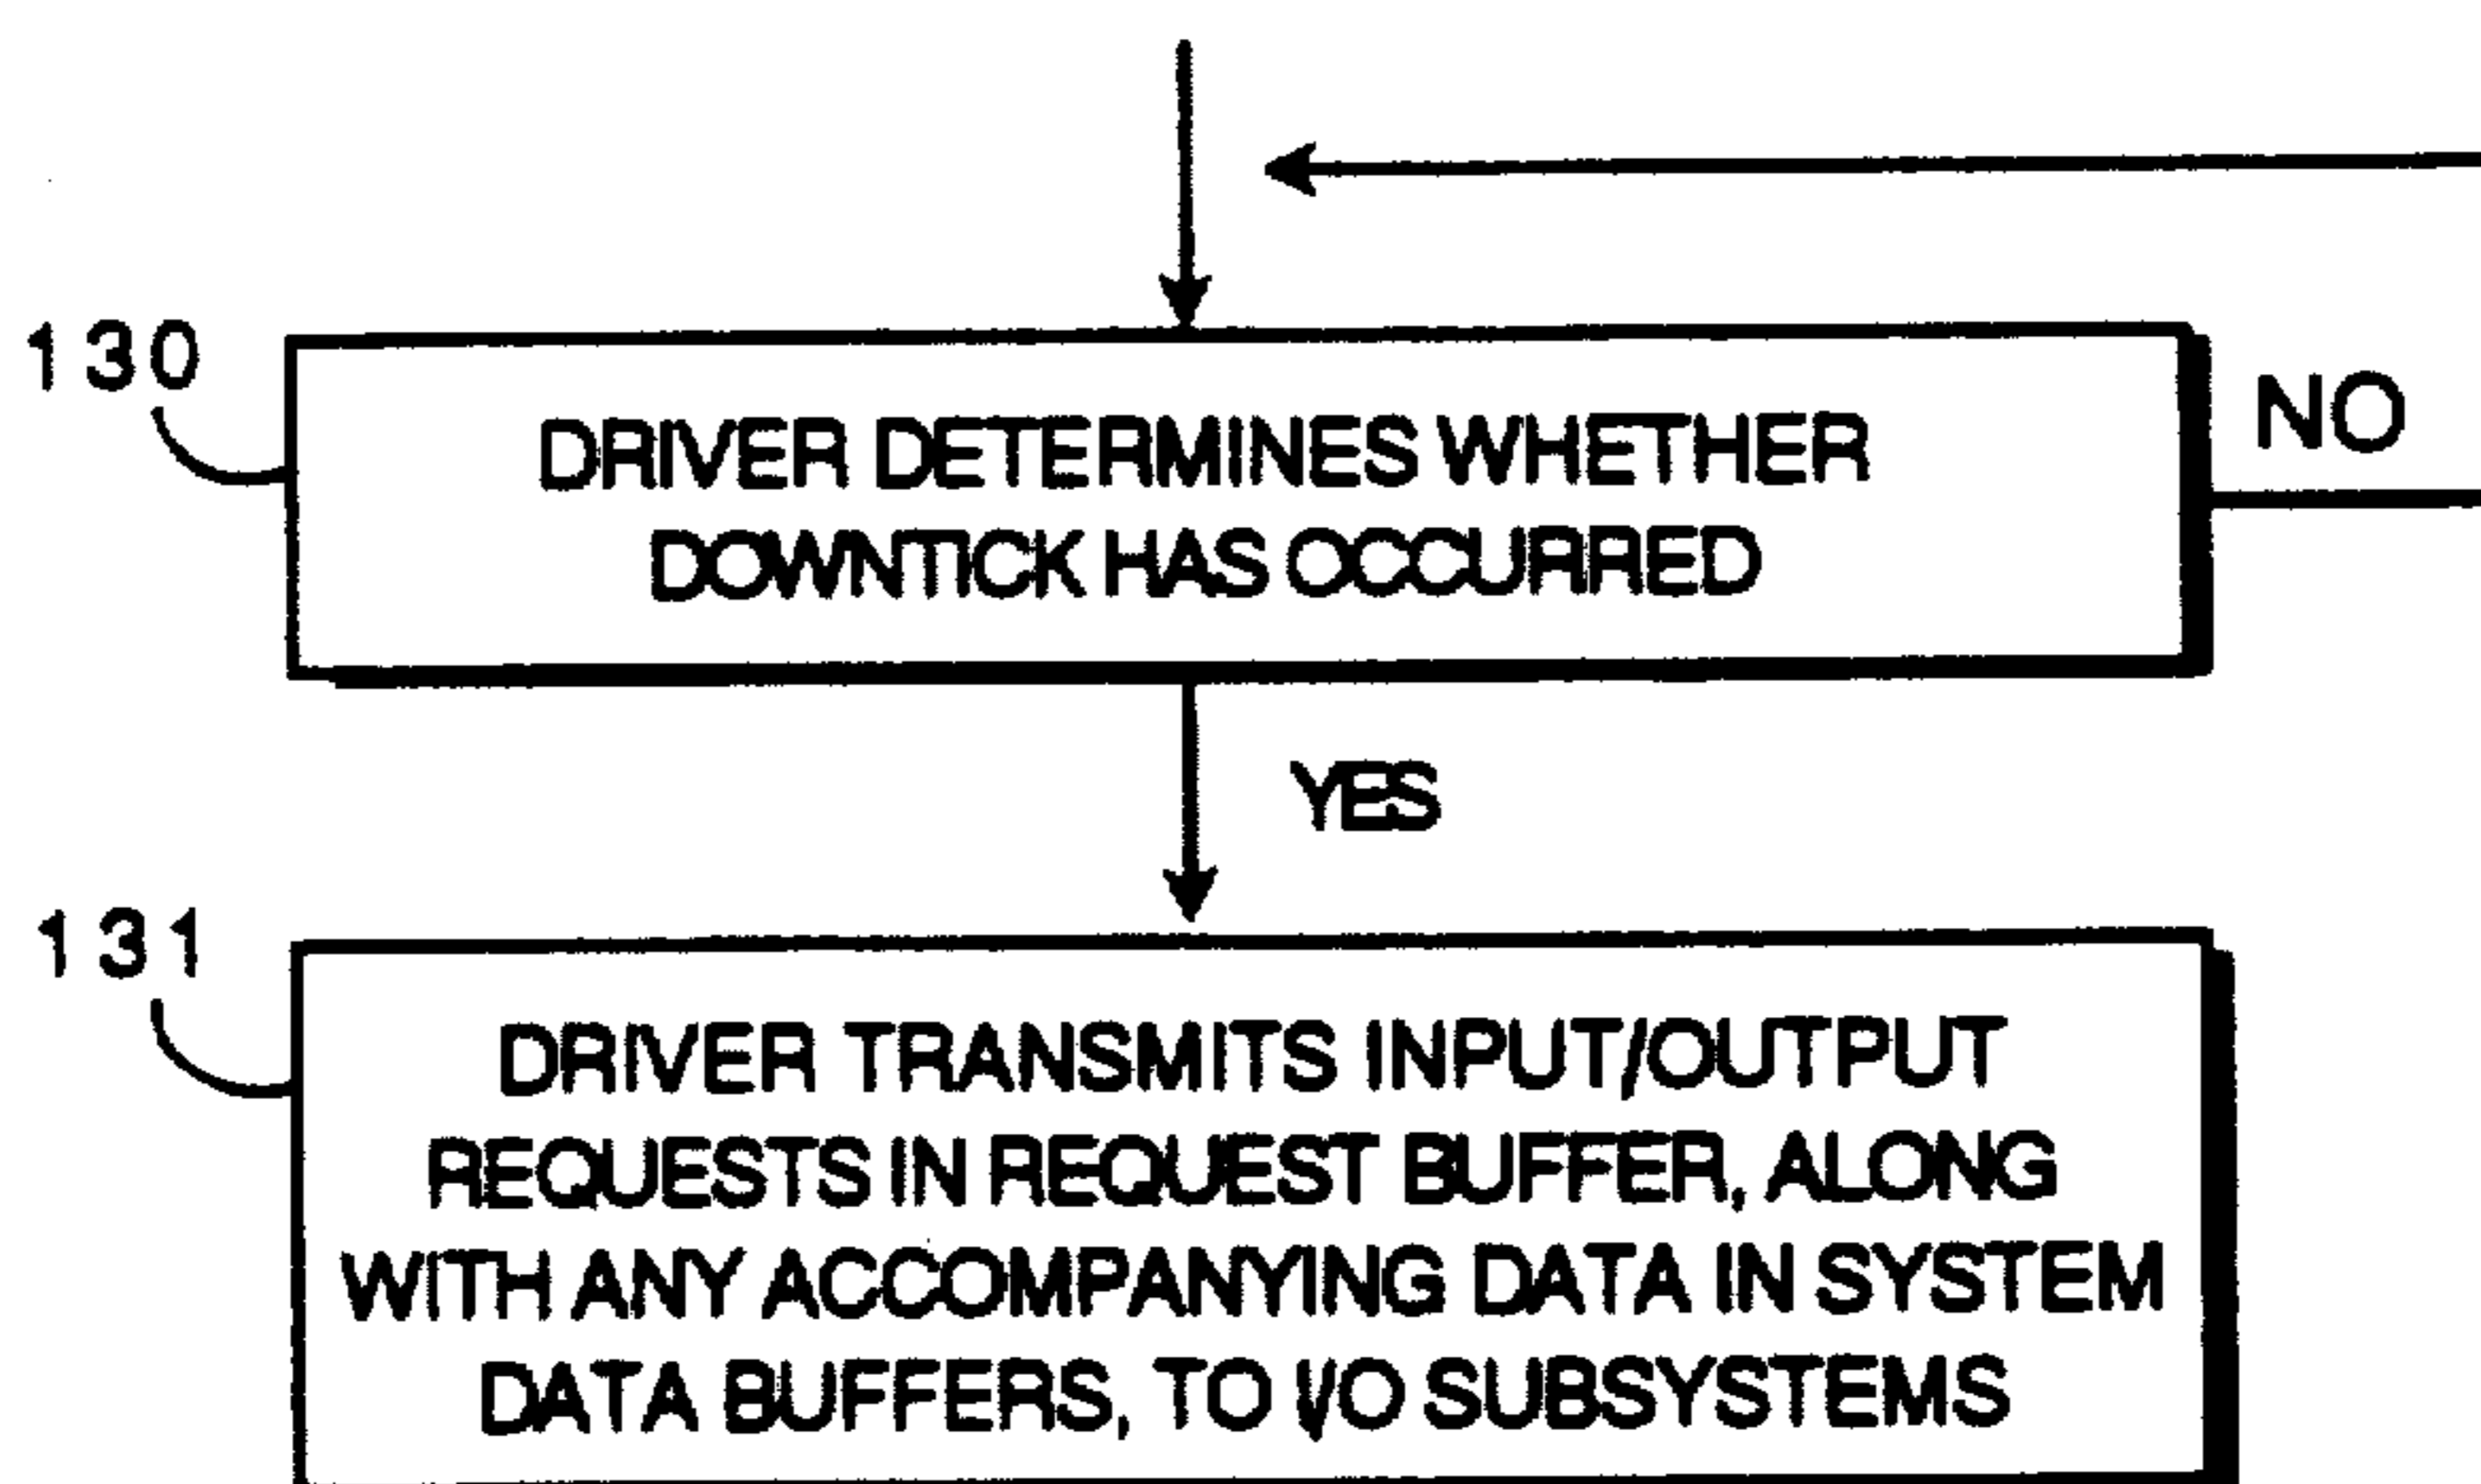 130
DRIVER DETERMINES WHETHER
DOWNTICK HAS OCCURRED
NO
YES
131
DRIVER TRANSMITS INPUT/OUTPUT
REQUESTS IN REQUEST BUFFER, ALONG
WITH ANY ACCOMPANYING DATA IN SYSTEM
DATA BUFFERS, TO I/O SUBSYSTEMS